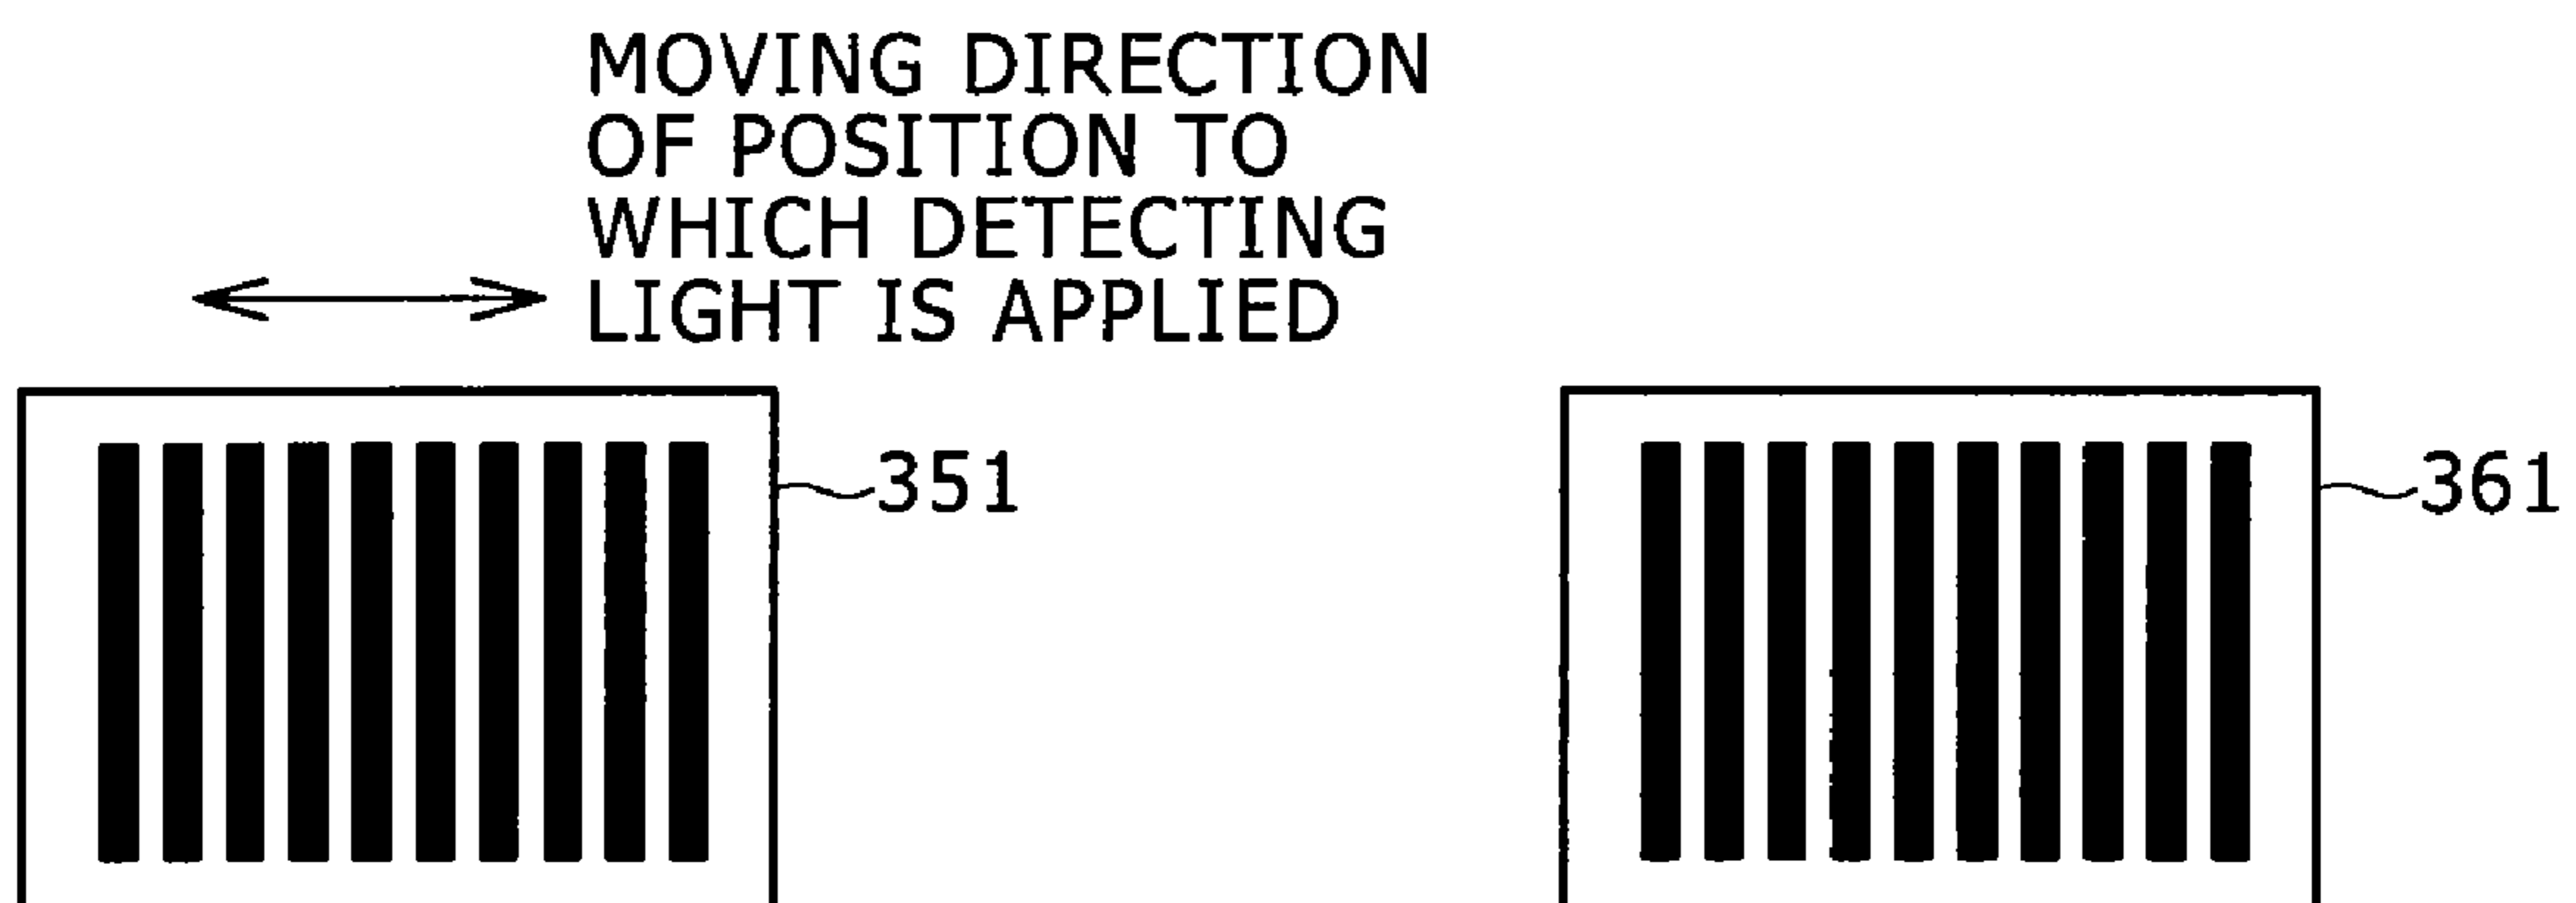 MOVING DIRECTION
OF POSITION TO
WHICH DETECTING
LIGHT IS APPLIED
351
361